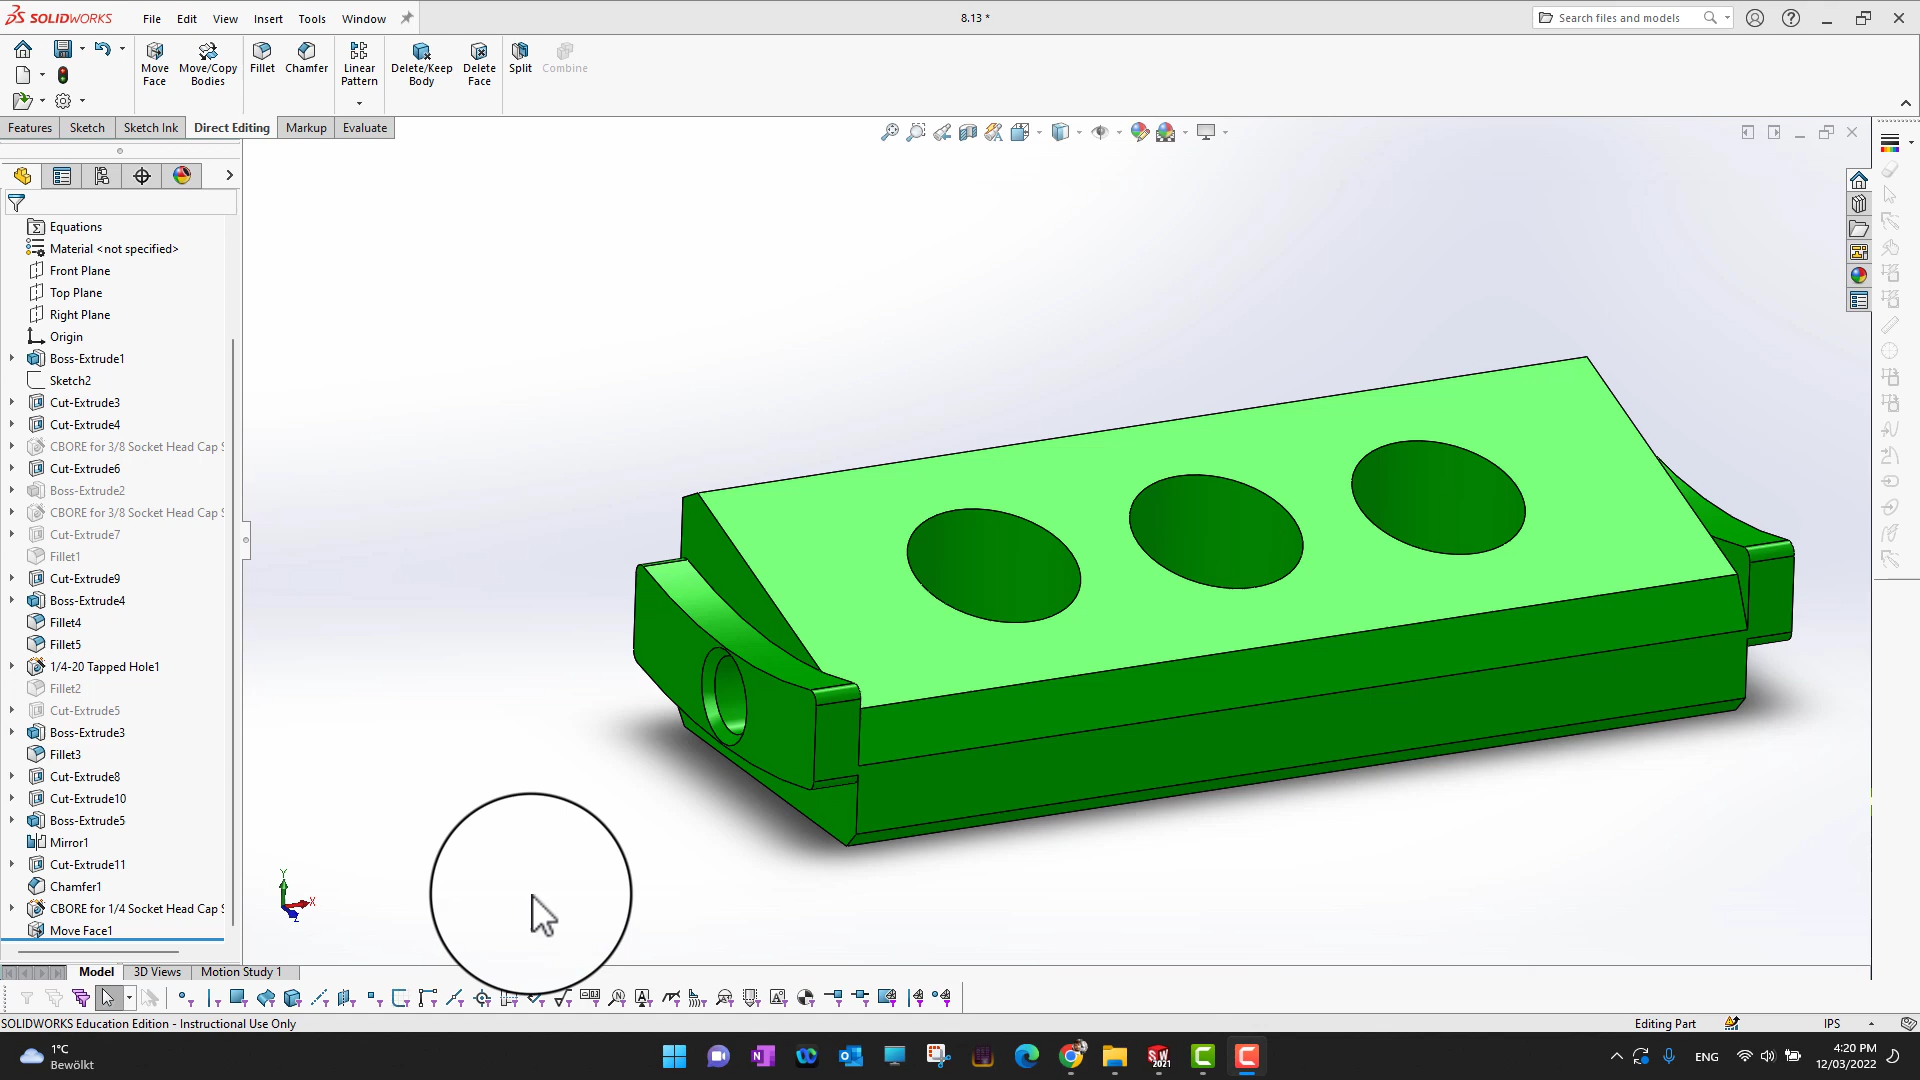 SOLIDWORKS File Edit View Insert Tools Window 8.13 * Search files and models
Move Face
Move/Copy Bodies
Fillet
Chamfer
Linear Pattern
Delete/Keep Body
Delete Face
Split
Combine
Features Sketch Sketch Ink Direct Editing Markup Evaluate
Equations
Material <not specified>
Front Plane
Top Plane
Right Plane
Origin
Boss-Extrude1
Sketch2
Cut-Extrude3
Cut-Extrude4
CBORE for 3/8 Socket Head Cap S
Cut-Extrude6
Boss-Extrude2
CBORE for 3/8 Socket Head Cap S
Cut-Extrude7
Fillet1
Cut-Extrude9
Boss-Extrude4
Fillet4
Fillet5
1/4-20 Tapped Hole1
Fillet2
Cut-Extrude5
Boss-Extrude3
Fillet3
Cut-Extrude8
Cut-Extrude10
Boss-Extrude5
Mirror1
Cut-Extrude11
Chamfer1
CBORE for 1/4 Socket Head Cap S
Move Face1
Y
X
Z
Model 3D Views Motion Study 1
SOLIDWORKS Education Edition - Instructional Use Only Editing Part IPS
1°C
Bewölkt
SW
2021
ENG
4:20 PM
12/03/2022